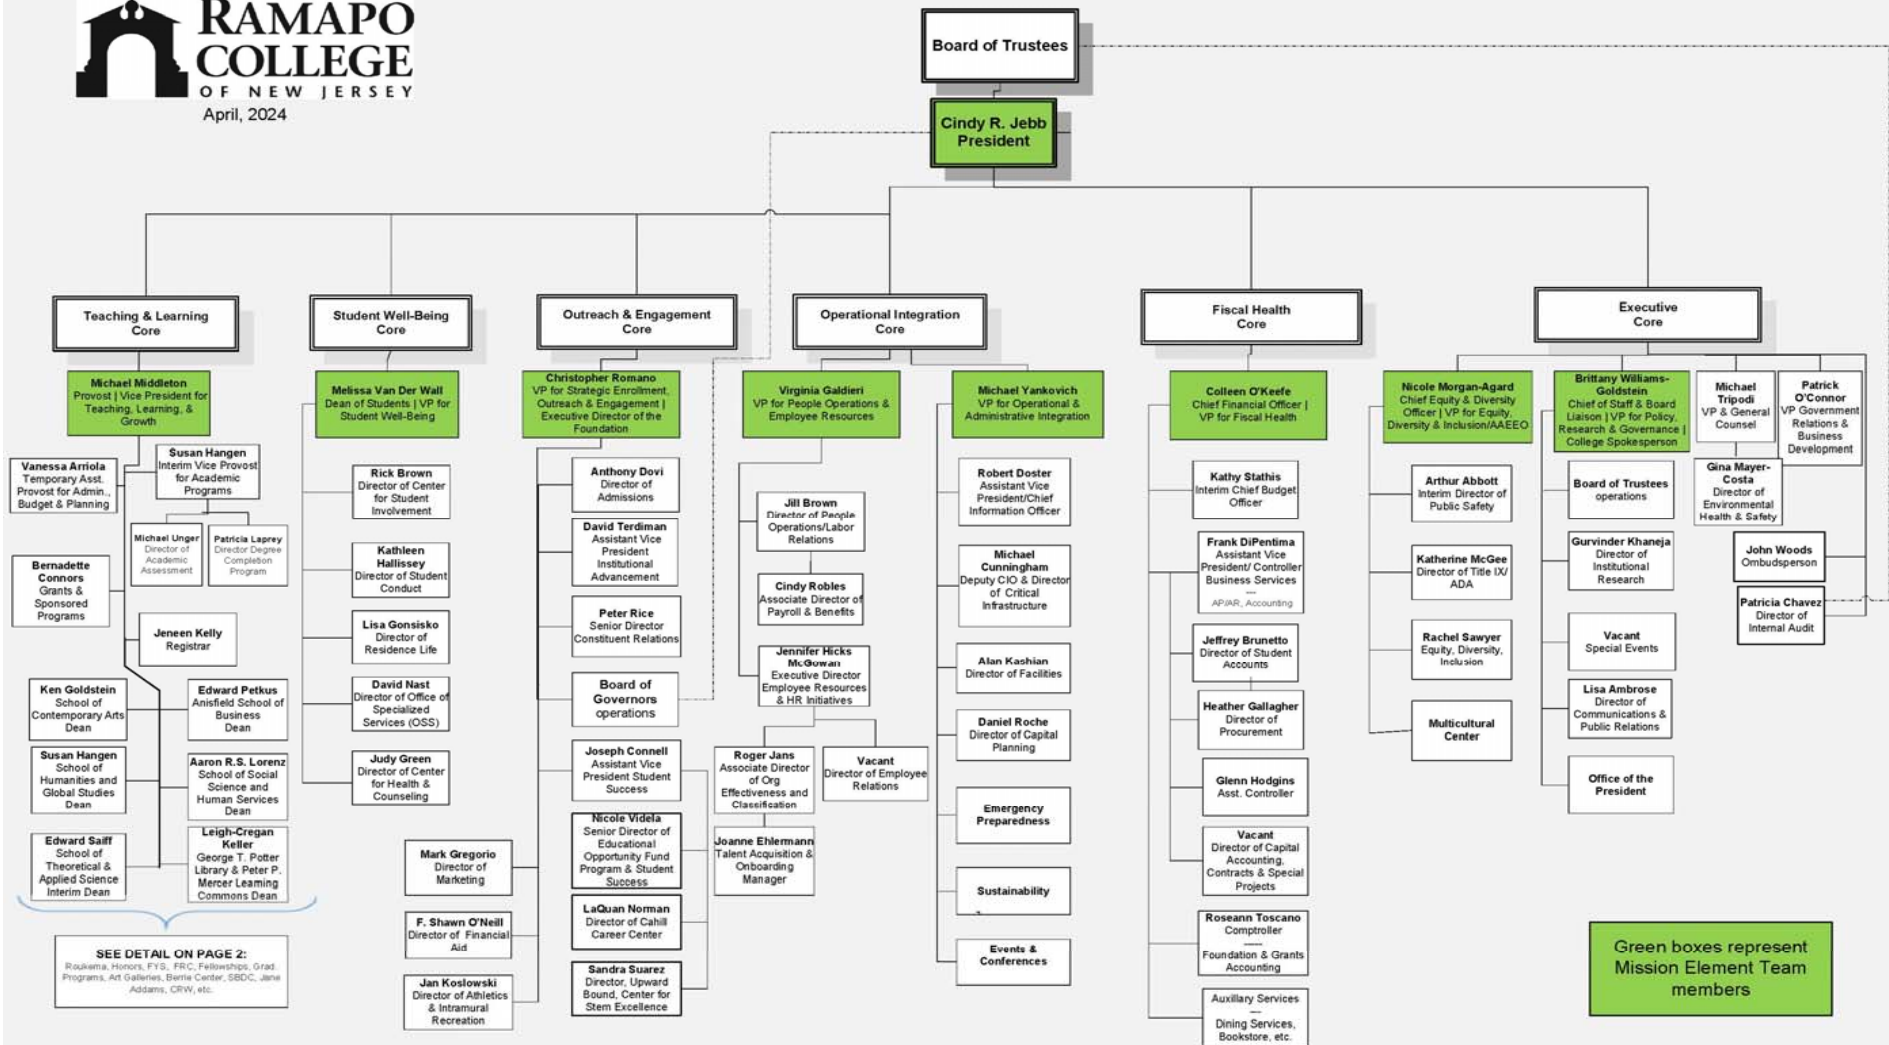 RAMAPO
COLLEGE
OF NEW JERSEY
April, 2024
Board of Trustees
Cindy R. Jebb
President
Teaching & Learning
Core
Student Well-Being
Core
Outreach & Engagement
Core
Operational Integration
Core
Fiscal Health
Core
Executive
Core
Michael Middleton
Provost | Vice President for
Teaching, Learning, &
Growth
Vanessa Arriola
Temporary Asst.
Provost for Admin.,
Budget & Planning
Susan Hangen
Interim Vice Provost
for Academic
Programs
Michael Unger
Director of
Academic
Assessment
Patricia Laprey
Director Degree
Completion
Program
Bernadette
Connors
Grants &
Sponsored
Programs
Jeneen Kelly
Registrar
Ken Goldstein
School of
Contemporary Arts
Dean
Edward Petkus
Anisfield School of
Business
Dean
Susan Hangen
School of
Humanities and
Global Studies
Dean
Aaron R.S. Lorenz
School of Social
Science and
Human Services
Dean
Edward Saiff
School of
Theoretical &
Applied Science
Interim Dean
Leigh-Cregan
Keller
George T. Potter
Library & Peter P.
Mercer Learning
Commons Dean
SEE DETAIL ON PAGE 2:
Roukema, Honors, FYS, FRC, Fellowships, Grad.
Programs, Art Galleries, Berrie Center, SBDC, Jane
Addams, CRW, etc.
Melissa Van Der Wall
Dean of Students | VP for
Student Well-Being
Rick Brown
Director of Center
for Student
Involvement
Kathleen
Hallissey
Director of Student
Conduct
Lisa Gonsisko
Director of
Residence Life
David Nast
Director of Office of
Specialized
Services (OSS)
Judy Green
Director of Center
for Health &
Counseling
Christopher Romano
VP for Strategic Enrollment,
Outreach & Engagement |
Executive Director of the
Foundation
Anthony Dovi
Director of
Admissions
David Terdiman
Assistant Vice
President
Institutional
Advancement
Peter Rice
Senior Director
Constituent Relations
Board of
Governors
operations
Joseph Connell
Assistant Vice
President Student
Success
Nicole Videla
Senior Director of
Educational
Opportunity Fund
Program & Student
Success
LaQuan Norman
Director of Cahill
Career Center
Sandra Suarez
Director, Upward
Bound, Center for
Stem Excellence
Mark Gregorio
Director of
Marketing
F. Shawn O'Neill
Director of Financial
Aid
Jan Koslowski
Director of Athletics
& Intramural
Recreation
Virginia Galdieri
VP for People Operations &
Employee Resources
Jill Brown
Director of People
Operations/Labor
Relations
Cindy Robles
Associate Director of
Payroll & Benefits
Jennifer Hicks
McGowan
Executive Director
Employee Resources
& HR Initiatives
Roger Jans
Associate Director
of Org
Effectiveness and
Classification
Vacant
Director of Employee
Relations
Joanne Ehlermann
Talent Acquisition &
Onboarding
Manager
Michael Yankovich
VP for Operational &
Administrative Integration
Robert Doster
Assistant Vice
President/Chief
Information Officer
Michael
Cunningham
Deputy CIO & Director
of Critical
Infrastructure
Alan Kashian
Director of Facilities
Daniel Roche
Director of Capital
Planning
Emergency
Preparedness
Sustainability
Events &
Conferences
Colleen O'Keefe
Chief Financial Officer |
VP for Fiscal Health
Kathy Stathis
Interim Chief Budget
Officer
Frank DiPentima
Assistant Vice
President/ Controller
Business Services
---
AP/AR, Accounting
Jeffrey Brunetto
Director of Student
Accounts
Heather Gallagher
Director of
Procurement
Glenn Hodgins
Asst. Controller
Vacant
Director of Capital
Accounting,
Contracts & Special
Projects
Roseann Toscano
Comptroller
-----
Foundation & Grants
Accounting
Auxillary Services
---
Dining Services,
Bookstore, etc.
Nicole Morgan-Agard
Chief Equity & Diversity
Officer | VP for Equity,
Diversity & Inclusion/AAEEO
Arthur Abbott
Interim Director of
Public Safety
Katherine McGee
Director of Title IX/
ADA
Rachel Sawyer
Equity, Diversity,
Inclusion
Multicultural
Center
Brittany Williams-
Goldstein
Chief of Staff & Board
Liaison | VP for Policy,
Research & Governance |
College Spokesperson
Board of Trustees
operations
Gurvinder Khaneja
Director of
Institutional
Research
Vacant
Special Events
Lisa Ambrose
Director of
Communications &
Public Relations
Office of the
President
Michael
Tripodi
VP & General
Counsel
Gina Mayer-
Costa
Director of
Environmental
Health & Safety
Patrick
O'Connor
VP Government
Relations &
Business
Development
John Woods
Ombudsperson
Patricia Chavez
Director of
Internal Audit
Green boxes represent
Mission Element Team
members